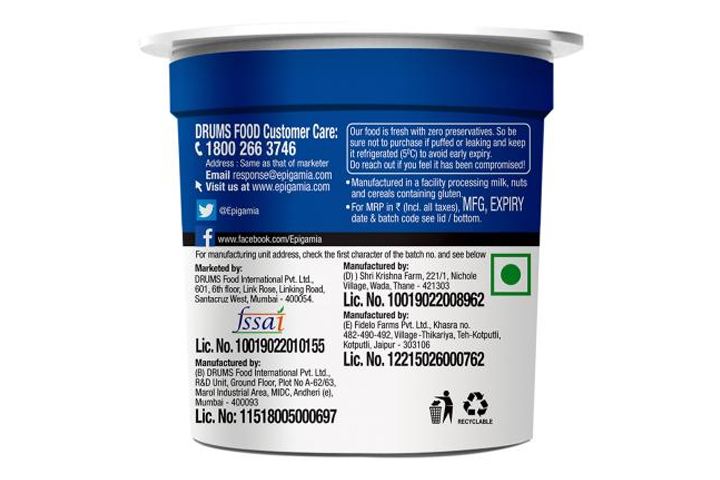 DRUMS FOOD Customer Care:
1800 266 3746
Address : Same as that of marketer
Email response@epigamia.com
Visit us at www.epigamia.com
@Epigamia
www.facebook.com/Epigamia
Our food is fresh with zero preservatives. So be
sure not to purchase if puffed or leaking and keep
it refrigerated (5⁰C) to avoid early expiry.
Do reach out if you feel it has been compromised!
•Manufactured in a facility processing milk, nuts
and cereals containing gluten
•For MRP in ₹ (Incl. all taxes), MFG, EXPIRY
date & batch code see lid / bottom.
For manufacturing unit address, check the first character of the batch no. and see below
Marketed by:
DRUMS Food International Pvt. Ltd.,
601, 6th floor, Link Rose, Linking Road,
Santacruz West, Mumbai - 400054.
fssai
Lic. No. 10019022010155
Manufactured by:
(B) DRUMS Food International Pvt. Ltd.,
R&D Unit, Ground Floor, Plot No A-62/63,
Marol Industrial Area, MIDC, Andheri (e),
Mumbai - 400093
Lic. No: 11518005000697
Manufactured by:
(D) ) Shri Krishna Farm, 221/1, Nichole
Village, Wada, Thane - 421303
Lic. No. 10019022008962
Manufactured by:
(E) Fidelo Farms Pvt. Ltd., Khasra no.
482-490-492, Village -Thikariya, Teh-Kotputli,
Kotputli, Jaipur - 303106
Lic. No. 12215026000762
RECYCLABLE